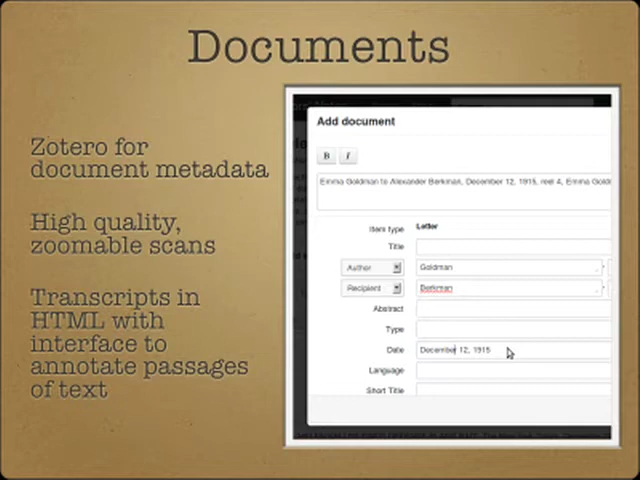 Documents
Zotero for
document metadata
High quality,
zoomable scans
Transcripts in
HTML with
interface to
annotate passages
of text
Add document
B I
Emma Goldman to Alexander Berkman, December 12, 1915, reel 4, Emma Gold
Item type Letter
Title
Author Goldman
Recipient Berkman
Abstract
Type
Date December 12, 1915
Language
Short Title